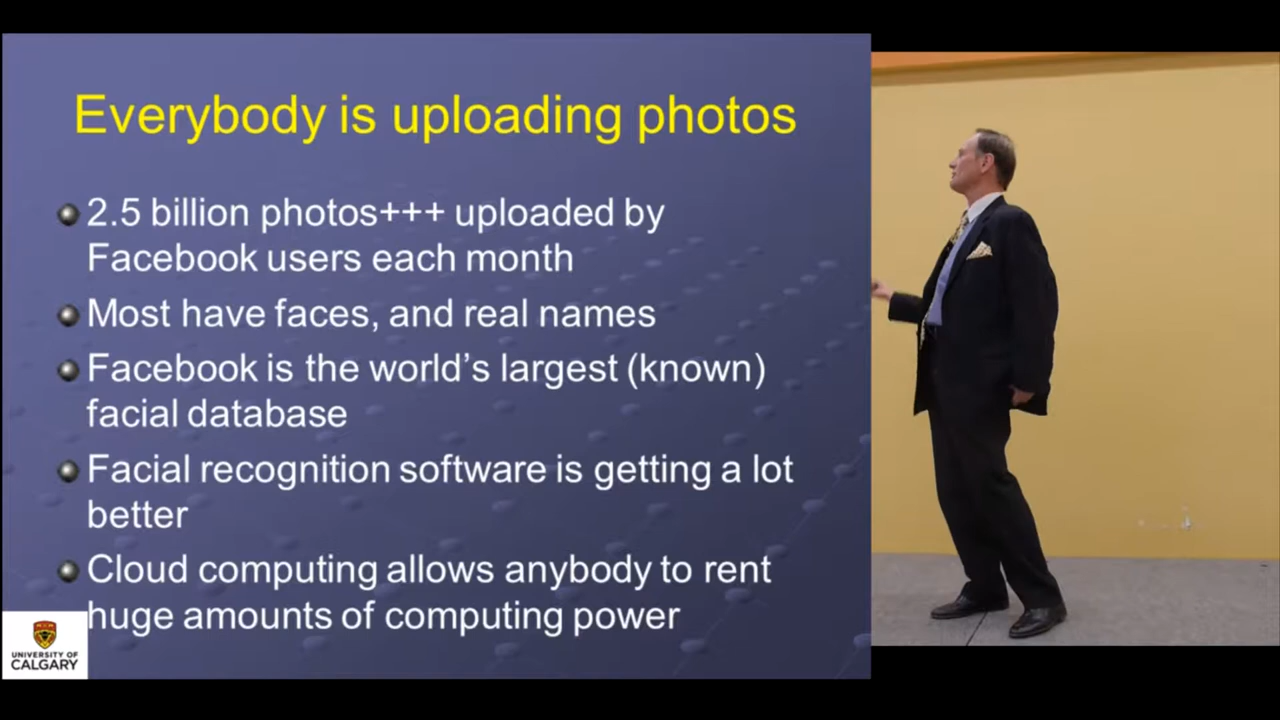 Everybody is uploading photos
2.5 billion photos+++ uploaded by
Facebook users each month
Most have faces, and real names
Facebook is the world's largest (known)
facial database
Facial recognition software is getting a lot
better
Cloud computing allows anybody to rent
huge amounts of computing power
UNIVERSITY OF
CALGARY